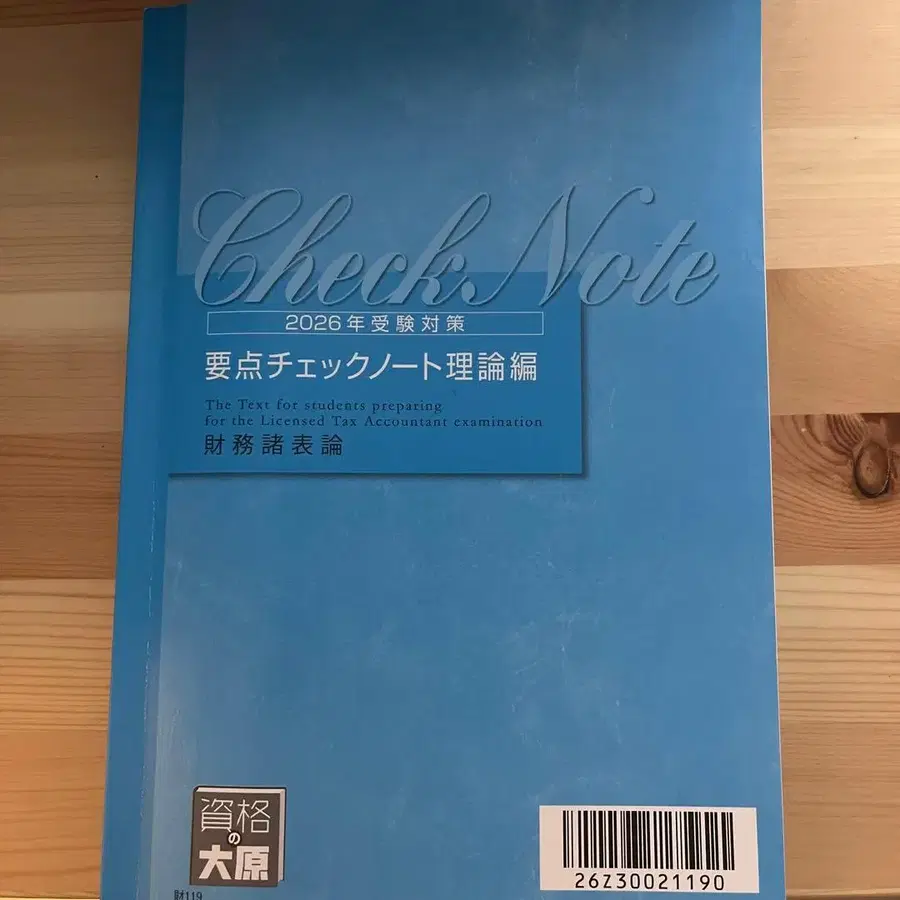 Check Note
2026年受験対策
要点チェックノート理論編
The Text for students preparing
for the Licensed Tax Accountant examination
財務諸表論
資格
の
大原
財119
26Z30021190